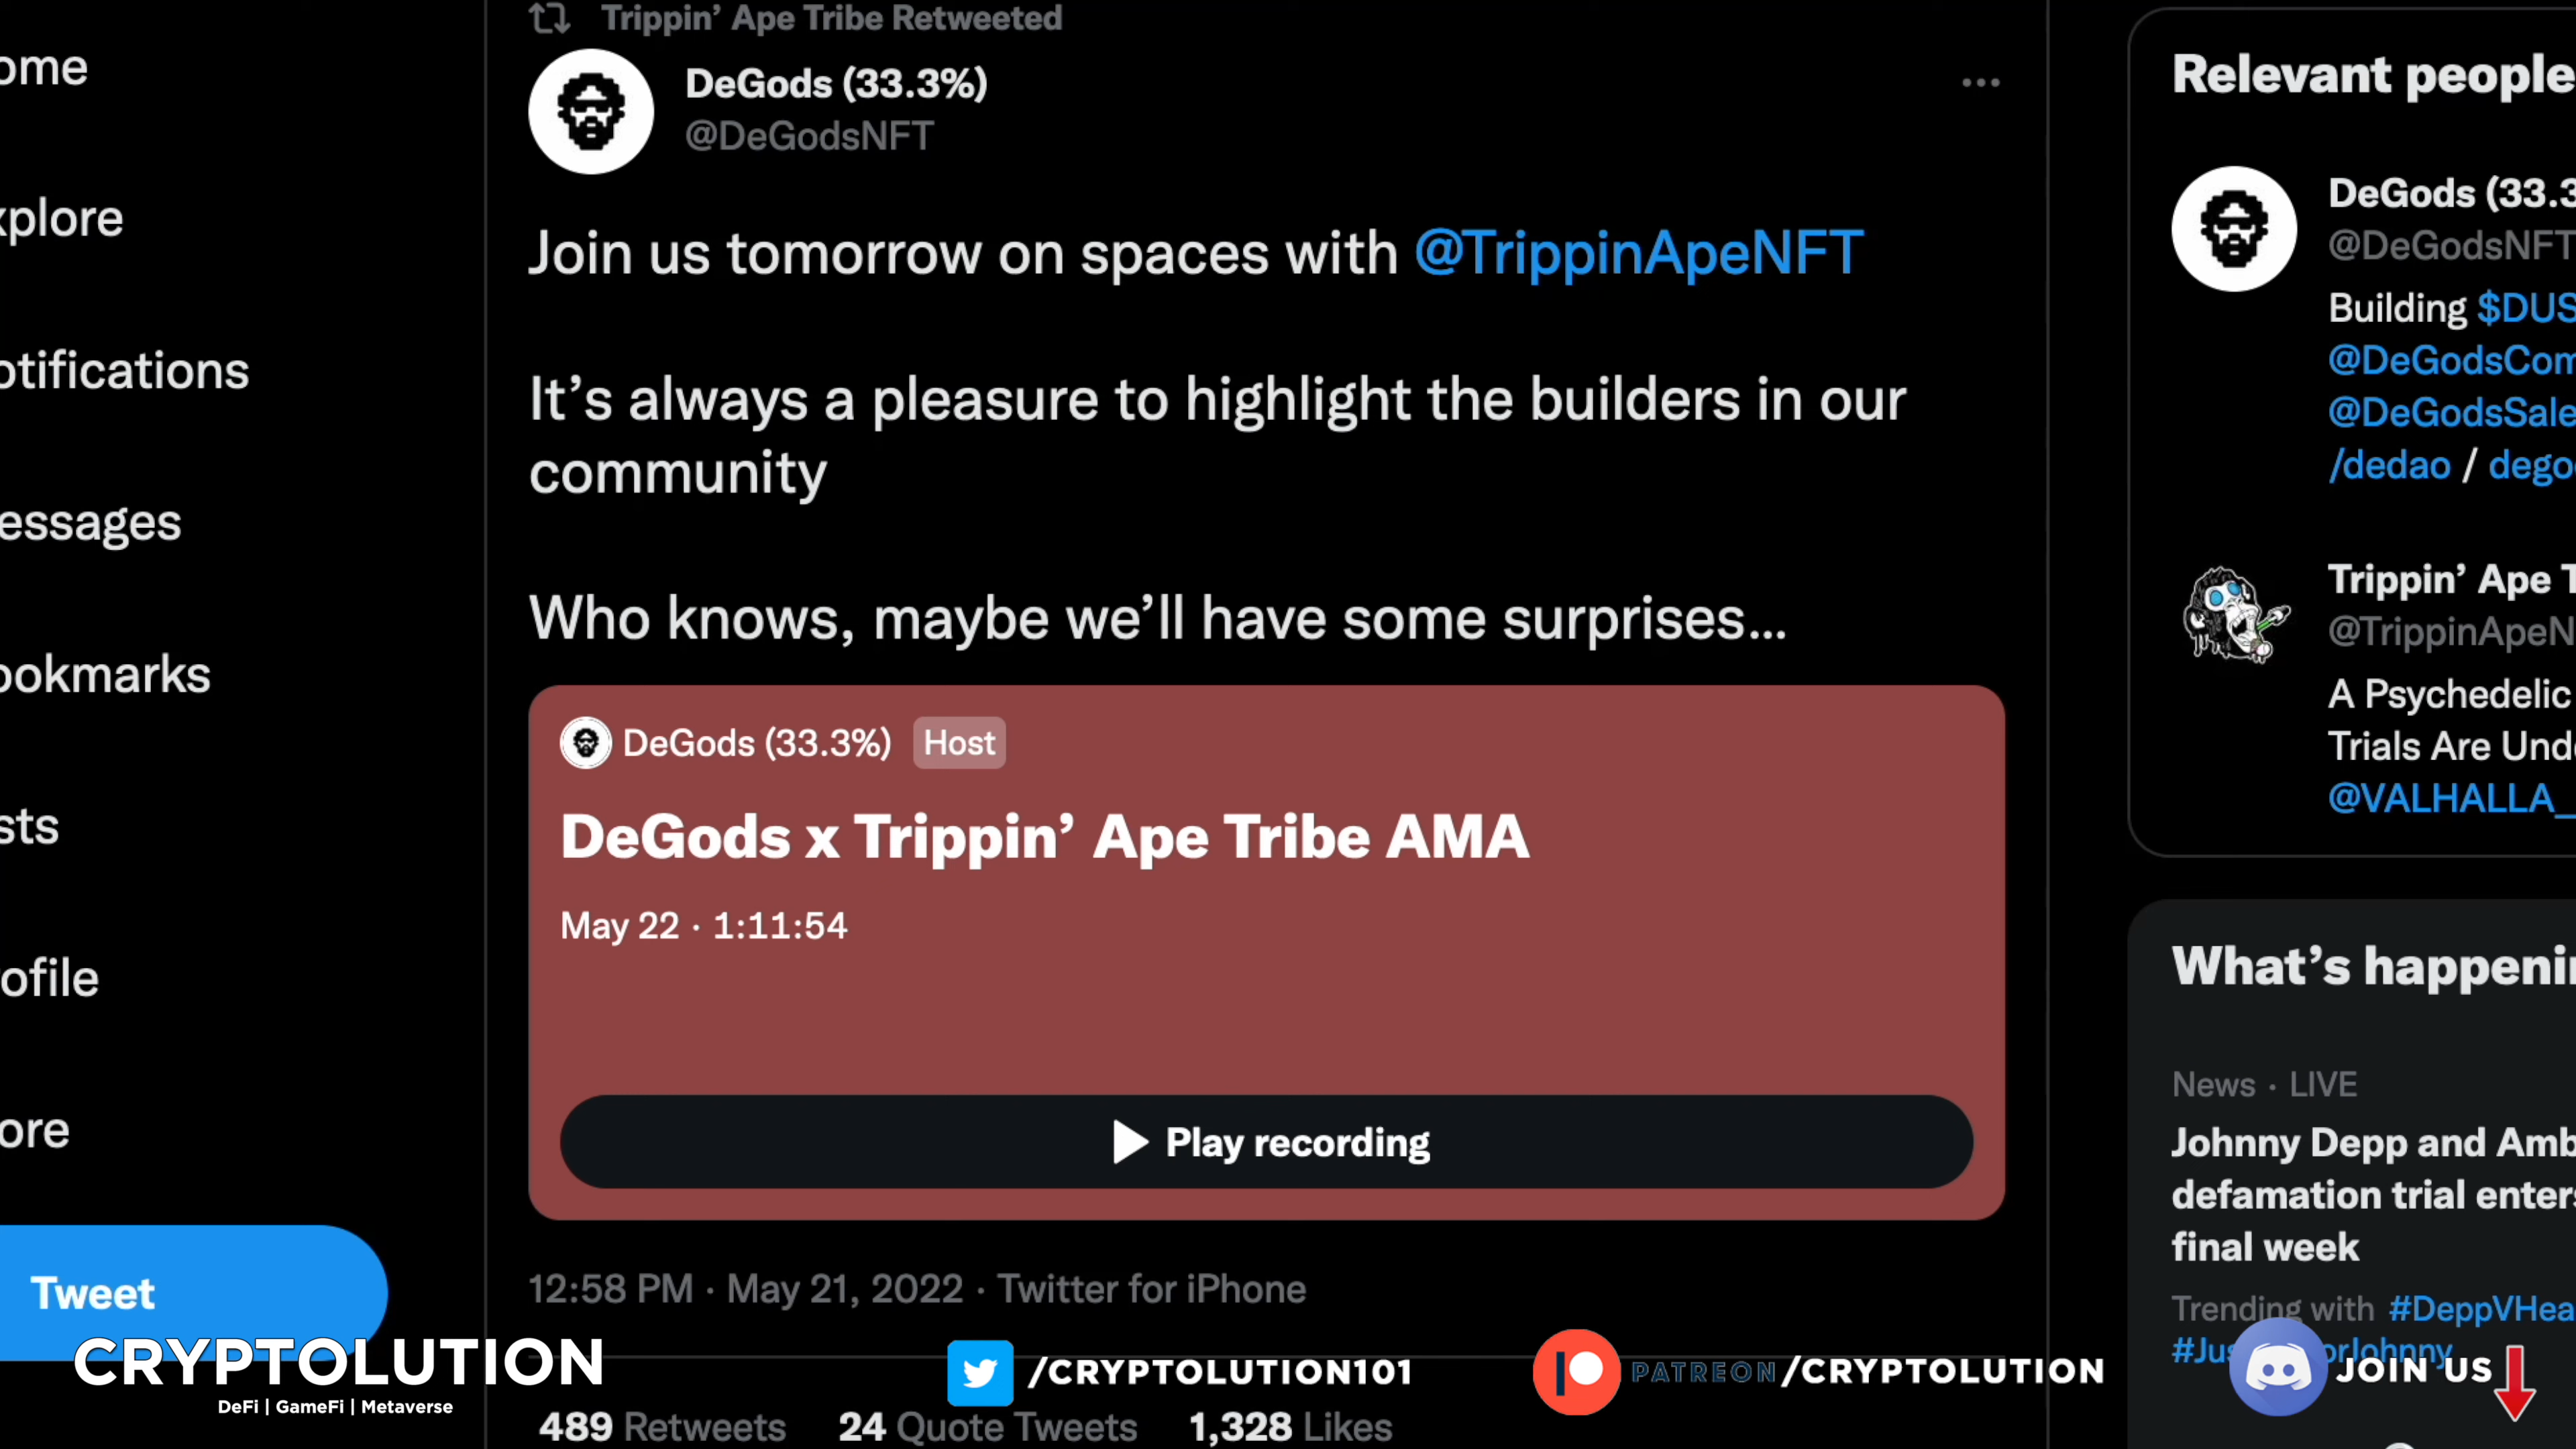 Trippin’ Ape Tribe Retweeted
DeGods (33.3%)
@DeGodsNFT
Join us tomorrow on spaces with @TrippinApeNFT
It’s always a pleasure to highlight the builders in our
community
Who knows, maybe we’ll have some surprises...
DeGods (33.3%) Host
DeGods x Trippin’ Ape Tribe AMA
May 22 · 1:11:54
Play recording
12:58 PM · May 21, 2022 · Twitter for iPhone
489 Retweets 24 Quote Tweets 1,328 Likes
ome
xplore
otifications
essages
ookmarks
sts
ofile
ore
Tweet
Relevant people
DeGods (33.3
@DeGodsNFT
Building $DUS
@DeGodsCom
@DeGodsSale
/dedao / dego
Trippin’ Ape T
@TrippinApeN
A Psychedelic
Trials Are Und
@VALHALLA_
What’s happenin
News · LIVE
Johnny Depp and Amb
defamation trial enters
final week
Trending with #DeppVHea
#Jus orJohnny
CRYPTOLUTION
DeFi | GameFi | Metaverse
/CRYPTOLUTION101
PATREON/CRYPTOLUTION
JOIN US